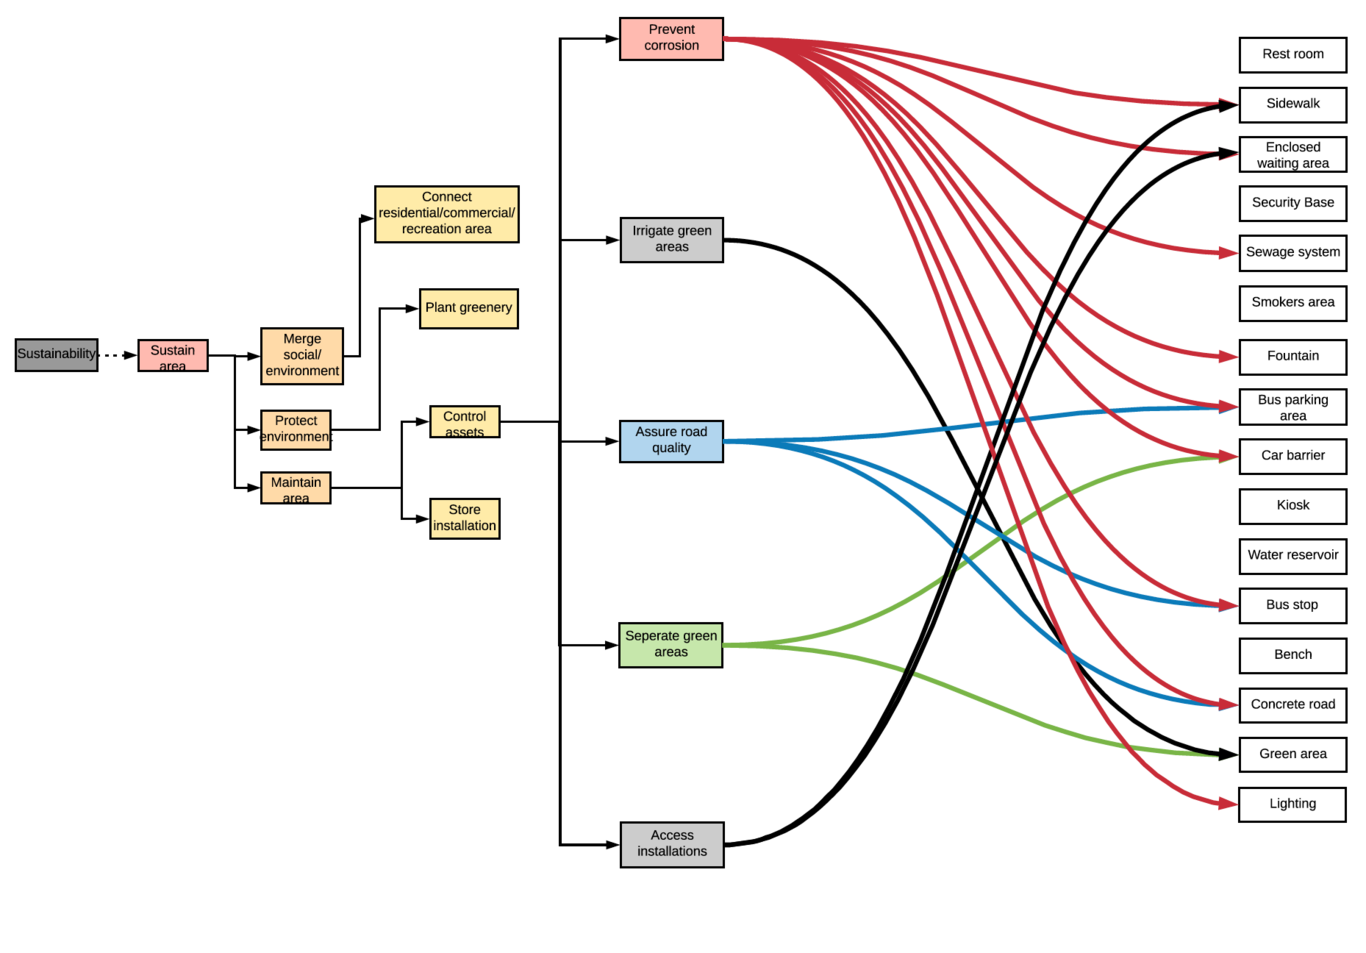 Sustainability
Sustain
area
Merge
social/
environment
Protect
environment
Maintain
area
Connect
residential/commercial/
recreation area
Plant greenery
Control
assets
Store
installation
Prevent
corrosion
Irrigate green
areas
Assure road
quality
Seperate green
areas
Access
installations
Rest room
Sidewalk
Enclosed
waiting area
Security Base
Sewage system
Smokers area
Fountain
Bus parking
area
Car barrier
Kiosk
Water reservoir
Bus stop
Bench
Concrete road
Green area
Lighting